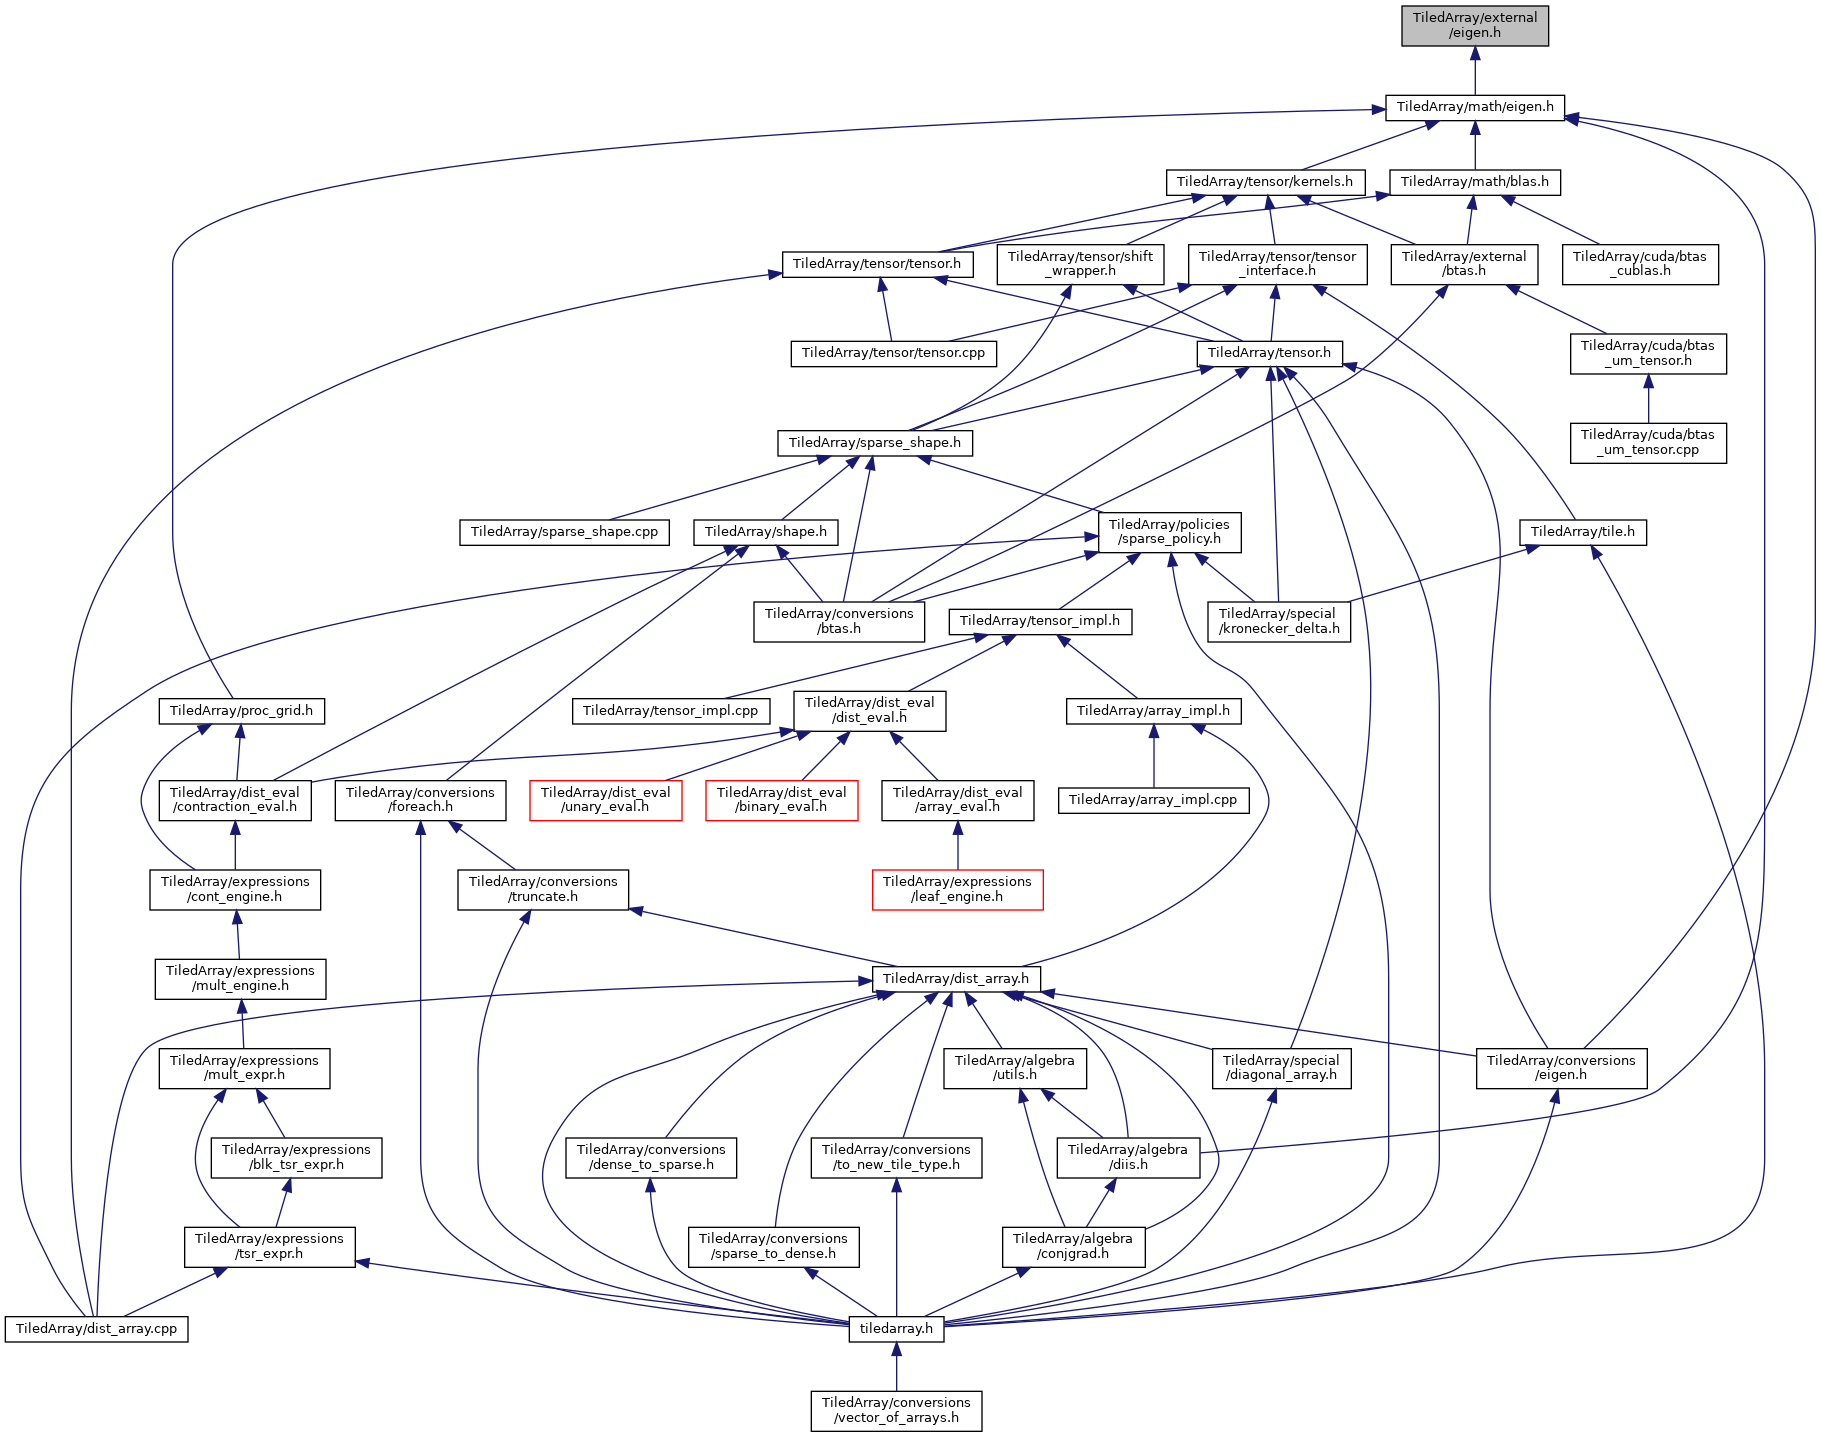 TiledArray/external
/eigen.h
TiledArray/math/eigen.h
TiledArray/tensor/kernels.h
TiledArray/math/blas.h
TiledArray/tensor/tensor.h
TiledArray/tensor/shift
_wrapper.h
TiledArray/tensor/tensor
_interface.h
TiledArray/external
/btas.h
TiledArray/cuda/btas
_cublas.h
TiledArray/tensor/tensor.cpp
TiledArray/tensor.h
TiledArray/cuda/btas
_um_tensor.h
TiledArray/sparse_shape.h
TiledArray/cuda/btas
_um_tensor.cpp
TiledArray/sparse_shape.cpp
TiledArray/shape.h
TiledArray/policies
/sparse_policy.h
TiledArray/tile.h
TiledArray/conversions
/btas.h
TiledArray/tensor_impl.h
TiledArray/special
/kronecker_delta.h
TiledArray/proc_grid.h
TiledArray/tensor_impl.cpp
TiledArray/dist_eval
/dist_eval.h
TiledArray/array_impl.h
TiledArray/dist_eval
/contraction_eval.h
TiledArray/conversions
/foreach.h
TiledArray/dist_eval
/unary_eval.h
TiledArray/dist_eval
/binary_eval.h
TiledArray/dist_eval
/array_eval.h
TiledArray/array_impl.cpp
TiledArray/expressions
/cont_engine.h
TiledArray/conversions
/truncate.h
TiledArray/expressions
/leaf_engine.h
TiledArray/expressions
/mult_engine.h
TiledArray/dist_array.h
TiledArray/expressions
/mult_expr.h
TiledArray/algebra
/utils.h
TiledArray/special
/diagonal_array.h
TiledArray/conversions
/eigen.h
TiledArray/expressions
/blk_tsr_expr.h
TiledArray/conversions
/dense_to_sparse.h
TiledArray/conversions
/to_new_tile_type.h
TiledArray/algebra
/diis.h
TiledArray/expressions
/tsr_expr.h
TiledArray/conversions
/sparse_to_dense.h
TiledArray/algebra
/conjgrad.h
TiledArray/dist_array.cpp
tiledarray.h
TiledArray/conversions
/vector_of_arrays.h